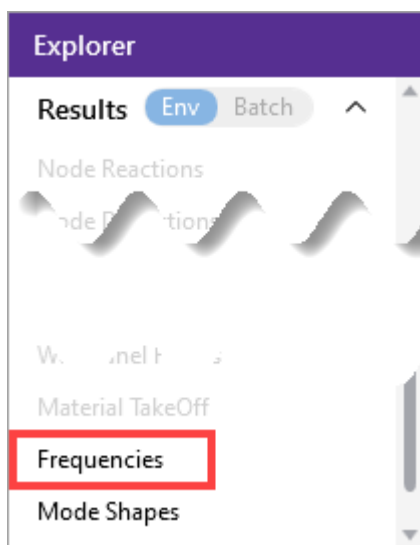 Explorer
Results Env Batch
Node Reactions
Material TakeOff
Frequencies
Mode Shapes